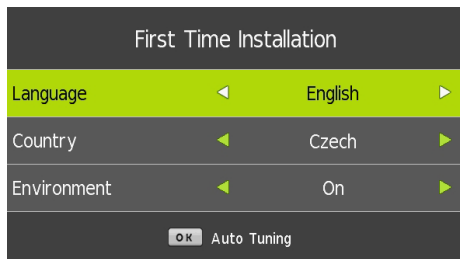 First Time Installation
Language English
Country Czech
Environment On
OK Auto Tuning